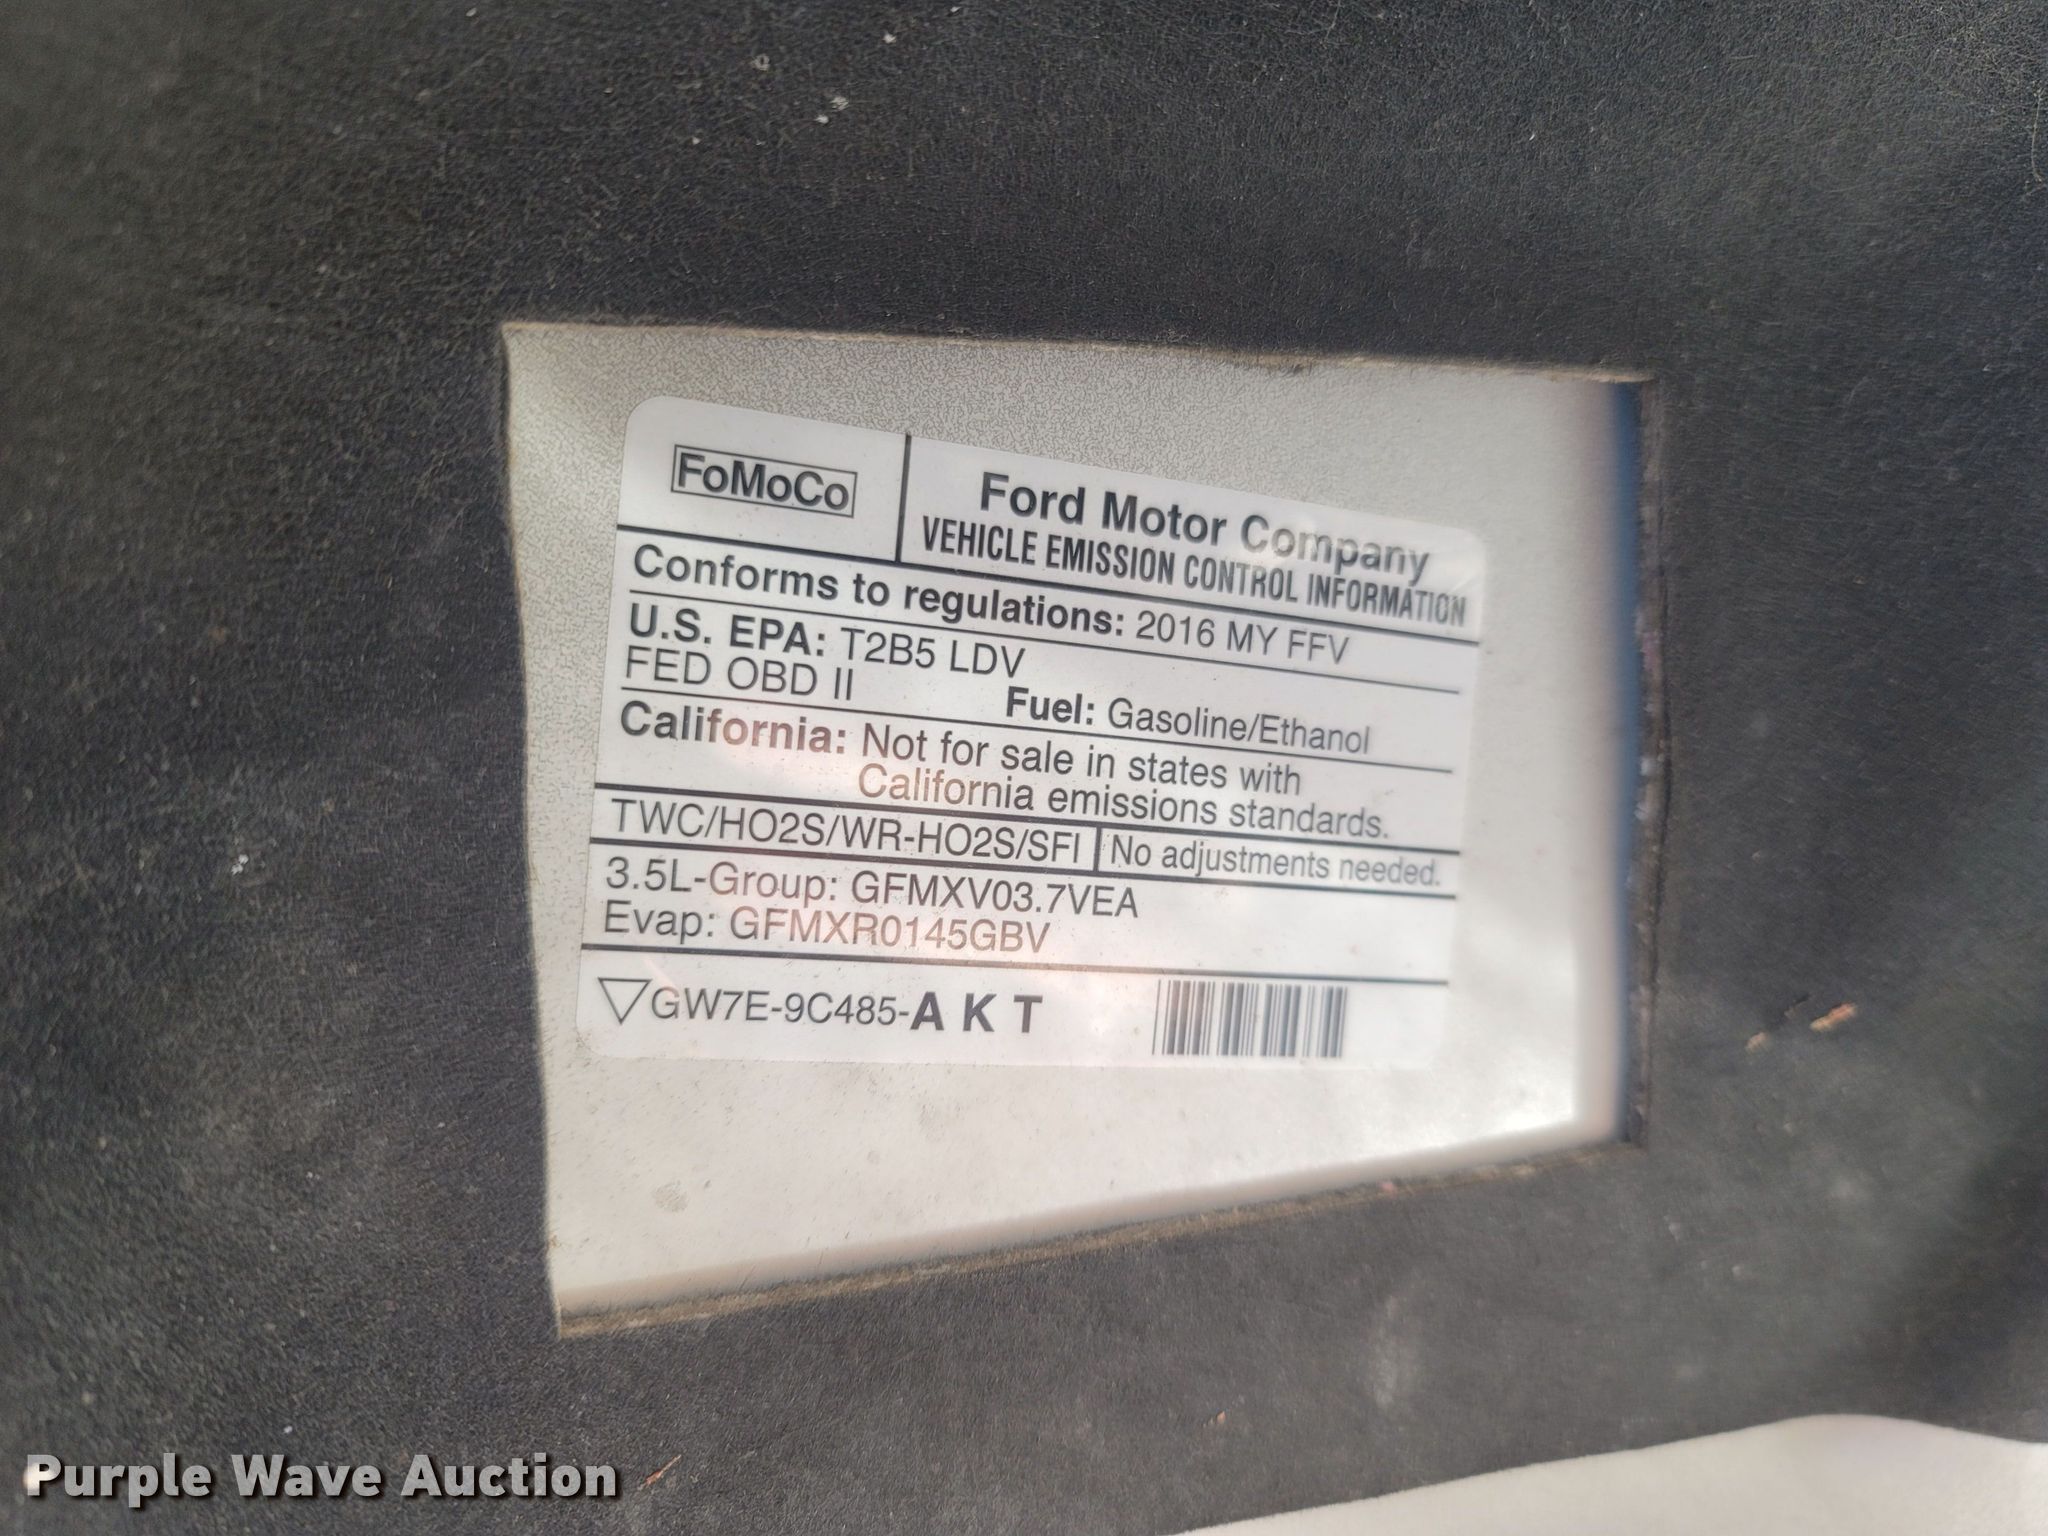 FoMoCo
Ford Motor Company
VEHICLE EMISSION CONTROL INFORMATION
Conforms to regulations: 2016 MY FFV
U.S. EPA: T2B5 LDV
FED OBD II Fuel: Gasoline/Ethanol
California: Not for sale in states with
California emissions standards.
TWC/HO2S/WR-HO2S/SFI No adjustments needed.
3.5L-Group: GFMXV03.7VEA
Evap: GFMXR0145GBV
GW7E-9C485-A K T
Purple Wave Auction